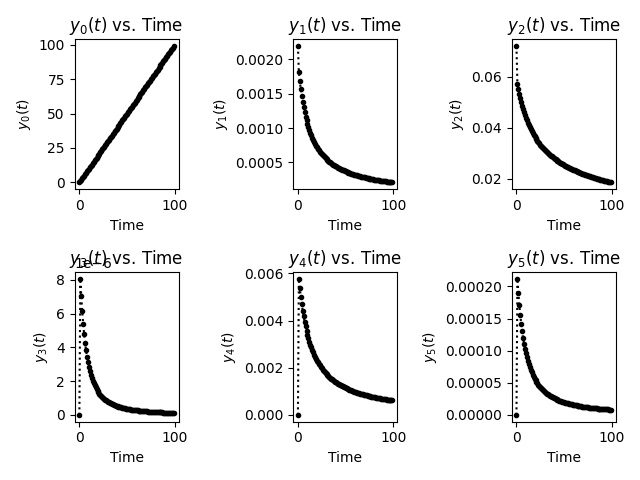 y₀(t) vs. Time
100
75
50
25
0
y₀(t)
0
100
Time
y₁(t) vs. Time
0.0020
0.0015
0.0010
0.0005
y₁(t)
0
100
Time
y₂(t) vs. Time
0.06
0.04
0.02
y₂(t)
0
100
Time
y₃(t) vs. Time
1e−6
8
6
4
2
0
y₃(t)
0
100
Time
y₄(t) vs. Time
0.006
0.004
0.002
0.000
y₄(t)
0
100
Time
y₅(t) vs. Time
0.00020
0.00015
0.00010
0.00005
0.00000
y₅(t)
0
100
Time